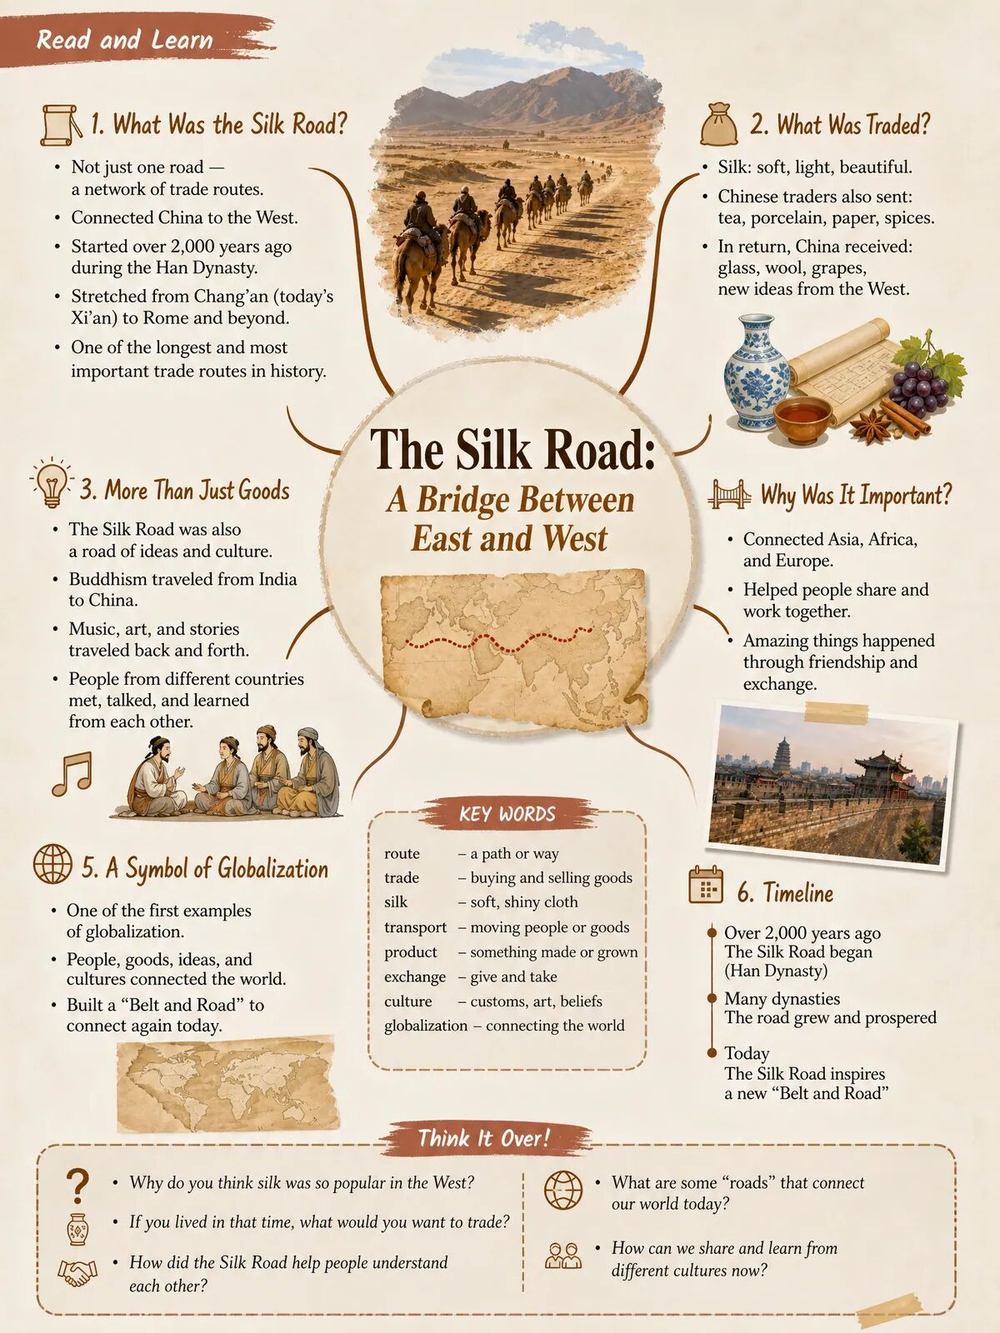 Read and Learn
1. What Was the Silk Road?
• Not just one road —
a network of trade routes.
• Connected China to the West.
• Started over 2,000 years ago
during the Han Dynasty.
• Stretched from Chang’an (today’s
Xi’an) to Rome and beyond.
• One of the longest and most
important trade routes in history.
2. What Was Traded?
• Silk: soft, light, beautiful.
• Chinese traders also sent:
tea, porcelain, paper, spices.
• In return, China received:
glass, wool, grapes,
new ideas from the West.
The Silk Road:
A Bridge Between
East and West
3. More Than Just Goods
• The Silk Road was also
a road of ideas and culture.
• Buddhism traveled from India
to China.
• Music, art, and stories
traveled back and forth.
• People from different countries
met, talked, and learned
from each other.
Why Was It Important?
• Connected Asia, Africa,
and Europe.
• Helped people share and
work together.
• Amazing things happened
through friendship and
exchange.
5. A Symbol of Globalization
• One of the first examples
of globalization.
• People, goods, ideas, and
cultures connected the world.
• Built a “Belt and Road” to
connect again today.
KEY WORDS
route – a path or way
trade – buying and selling goods
silk – soft, shiny cloth
transport – moving people or goods
product – something made or grown
exchange – give and take
culture – customs, art, beliefs
globalization – connecting the world
6. Timeline
Over 2,000 years ago
The Silk Road began
(Han Dynasty)
Many dynasties
The road grew and prospered
Today
The Silk Road inspires
a new “Belt and Road”
Think It Over!
?
• Why do you think silk was so popular in the West?
• If you lived in that time, what would you want to trade?
• How did the Silk Road help people understand
each other?
• What are some “roads” that connect
our world today?
• How can we share and learn from
different cultures now?